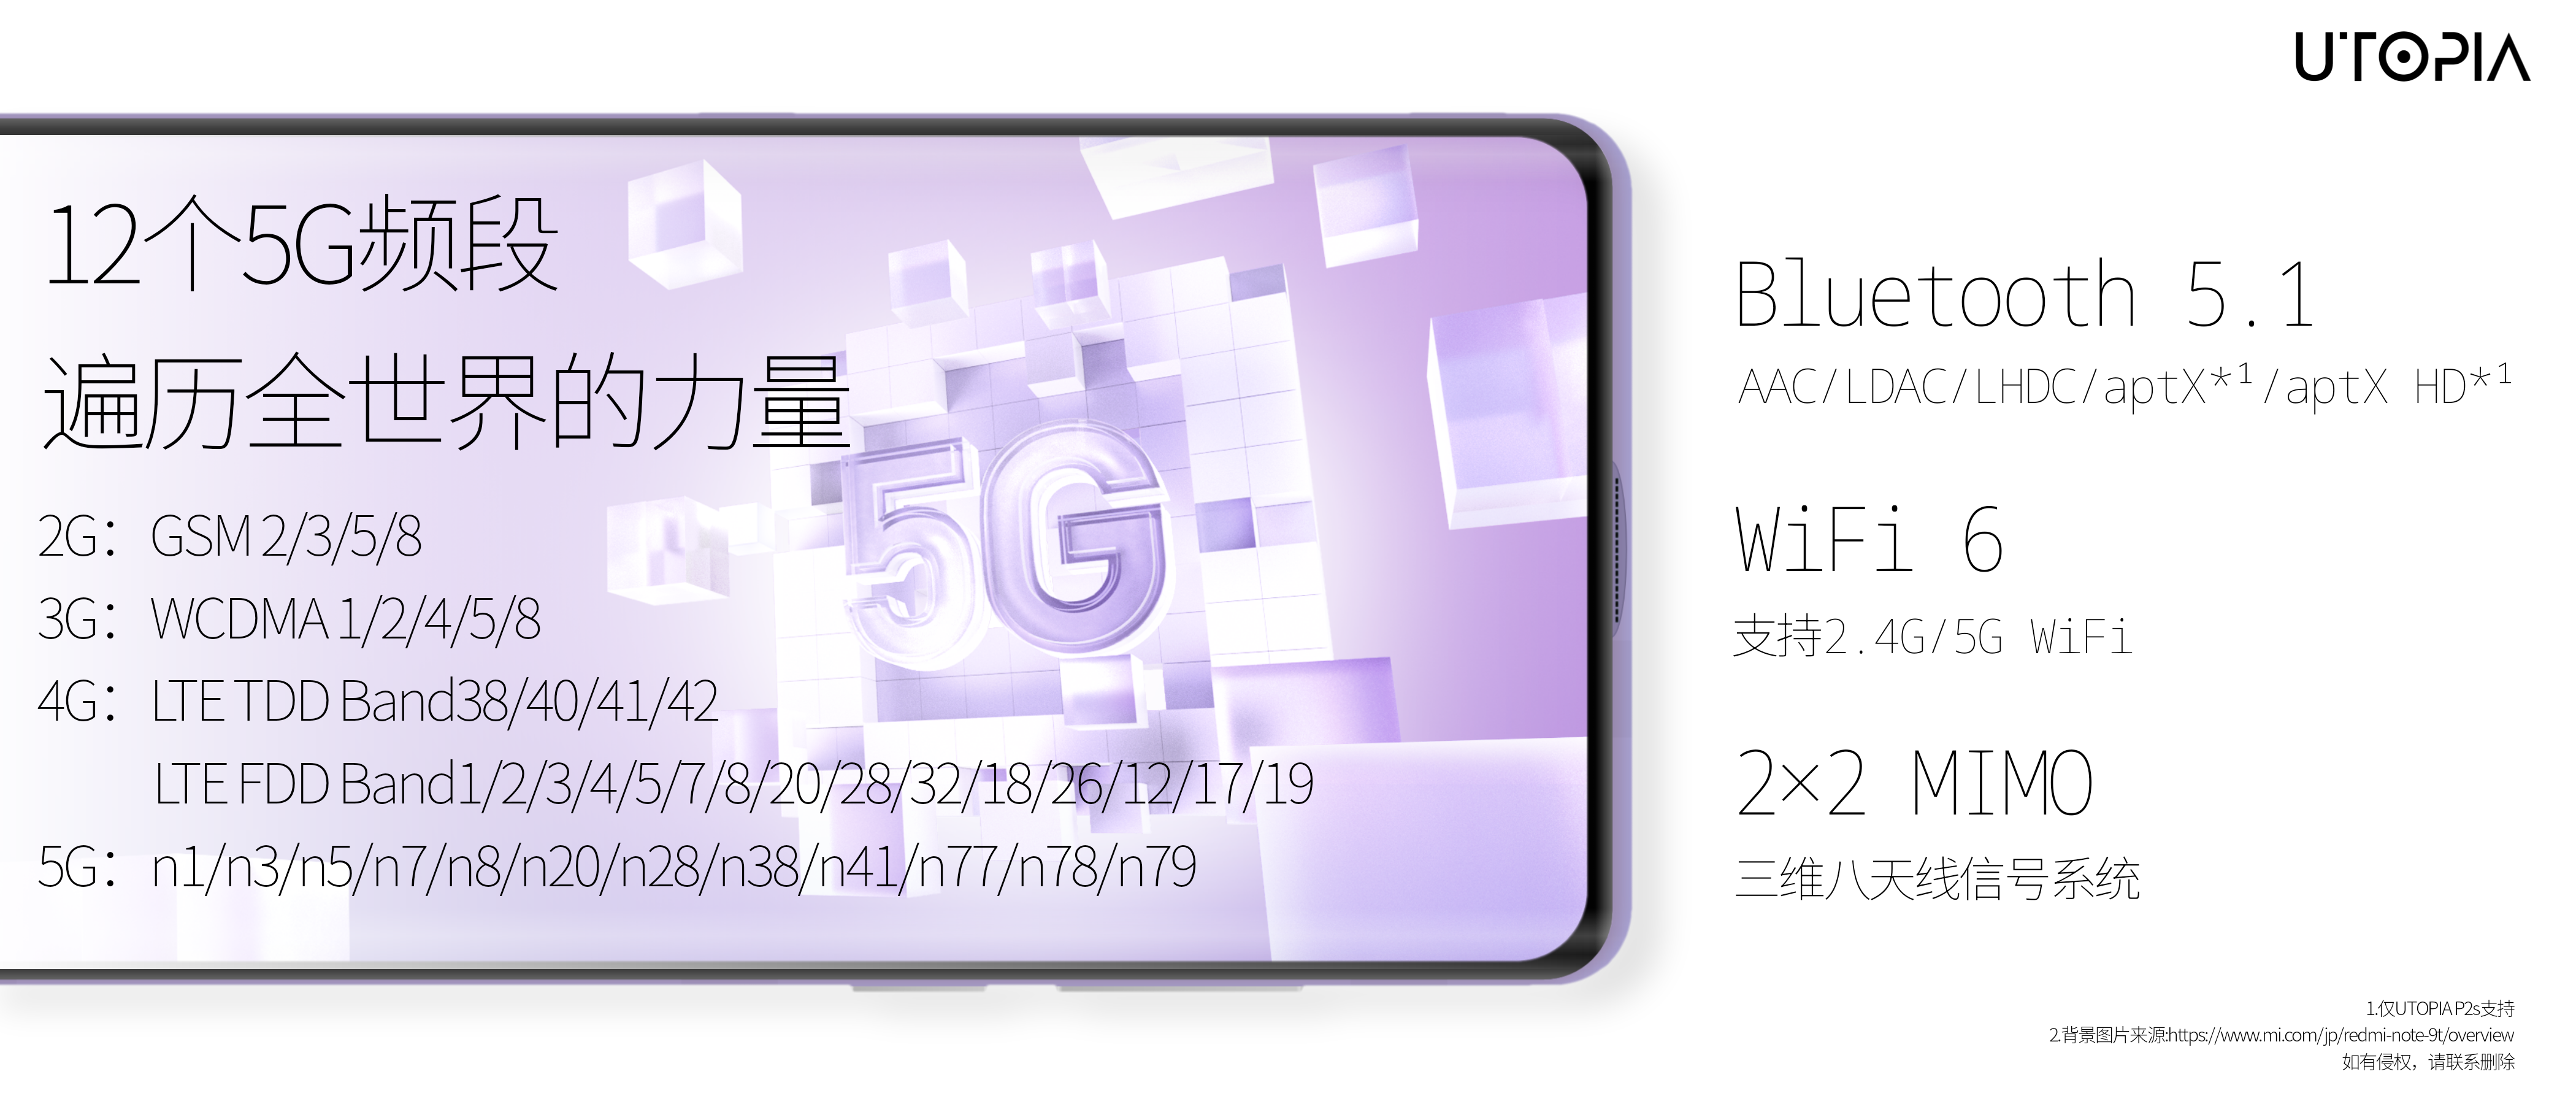 UTOPIA
12个5G频段
遍历全世界的力量
5G
2G：GSM 2/3/5/8
3G：WCDMA 1/2/4/5/8
4G：LTE TDD Band38/40/41/42
LTE FDD Band1/2/3/4/5/7/8/20/28/32/18/26/12/17/19
5G：n1/n3/n5/n7/n8/n20/n28/n38/n41/n77/n78/n79
Bluetooth 5.1
AAC/LDAC/LHDC/aptX*¹/aptX HD*¹
WiFi 6
支持2.4G/5G WiFi
2×2 MIMO
三维八天线信号系统
1.仅UTOPIA P2s支持
2.背景图片来源:https://www.mi.com/jp/redmi-note-9t/overview
如有侵权，请联系删除